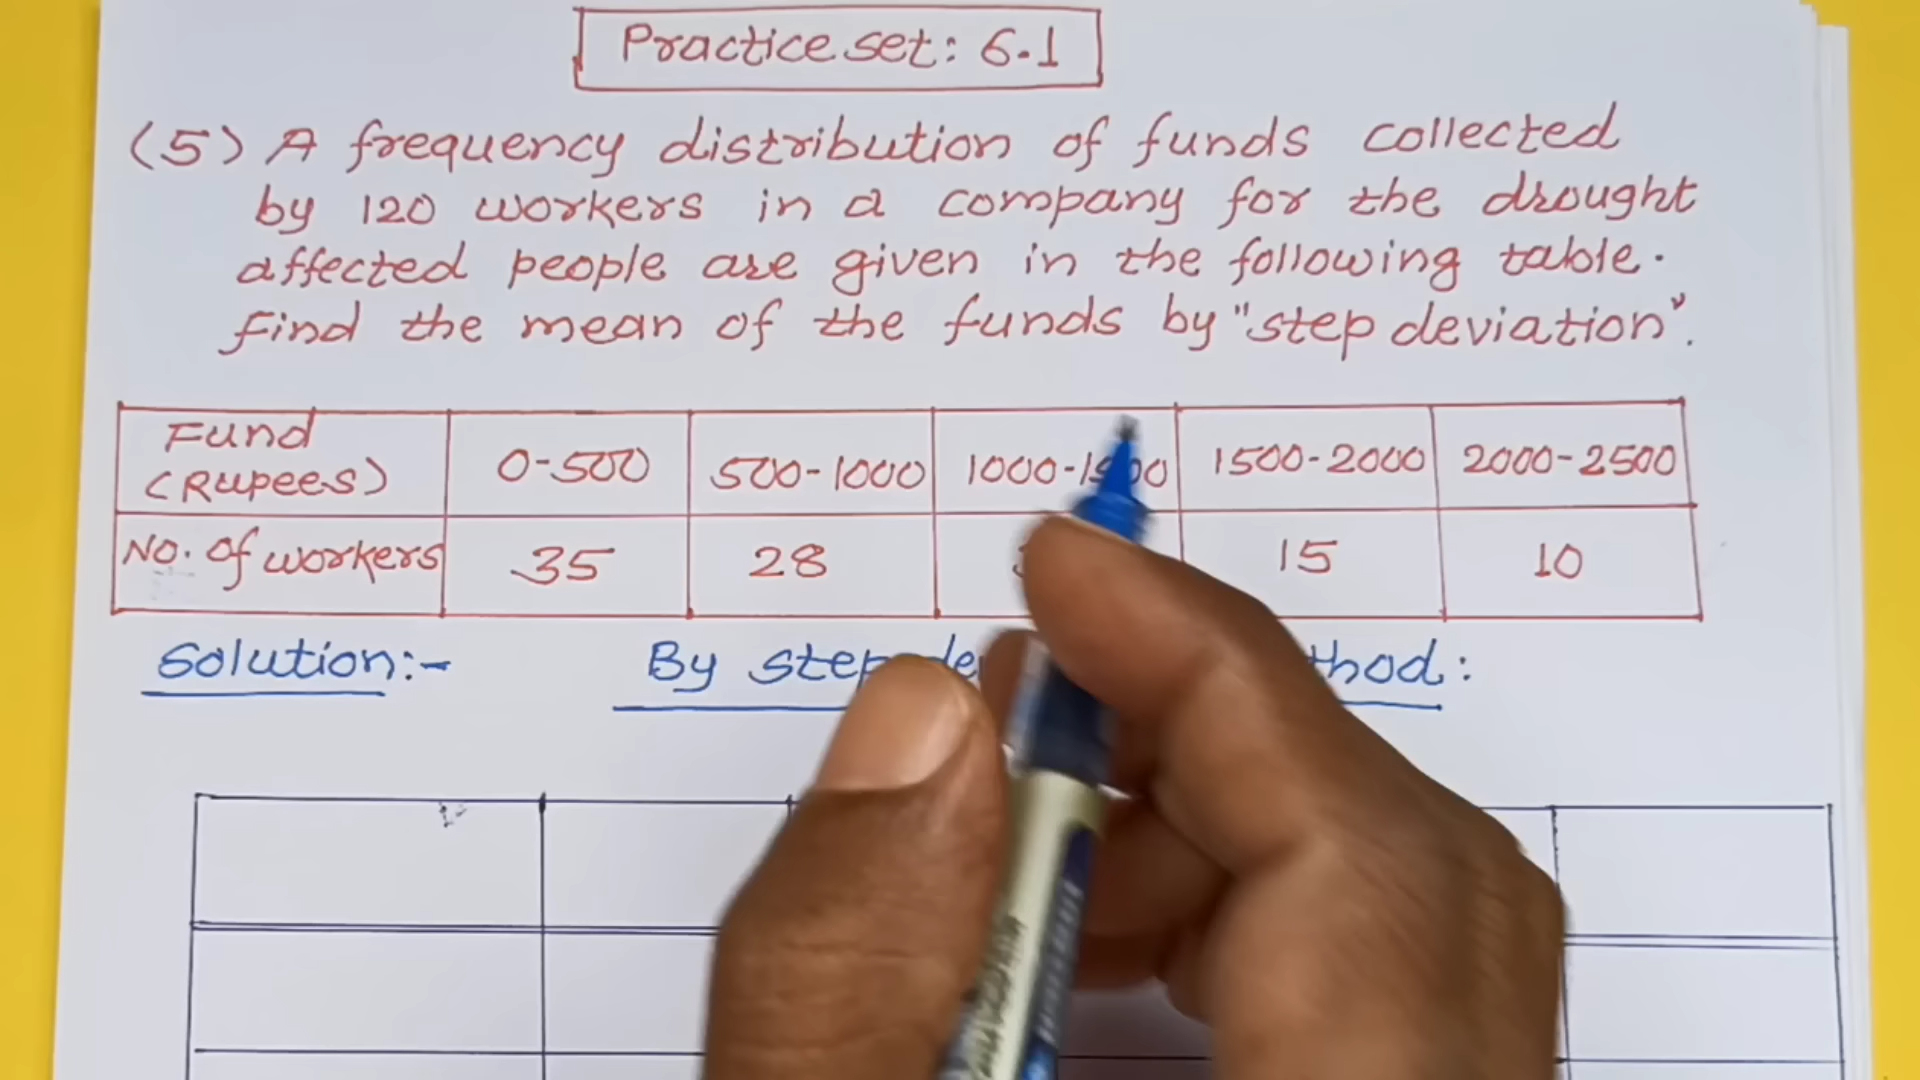 Practice set: 6.1
(5) A frequency distribution of funds collected
by 120 workers in a company for the drought
affected people are given in the following table.
Find the mean of the funds by "step deviation".
Fund (Rupees) 0-500 500-1000 1500-2000 2000-2500
No. of workers 35 28 15 10
Solution:- By step